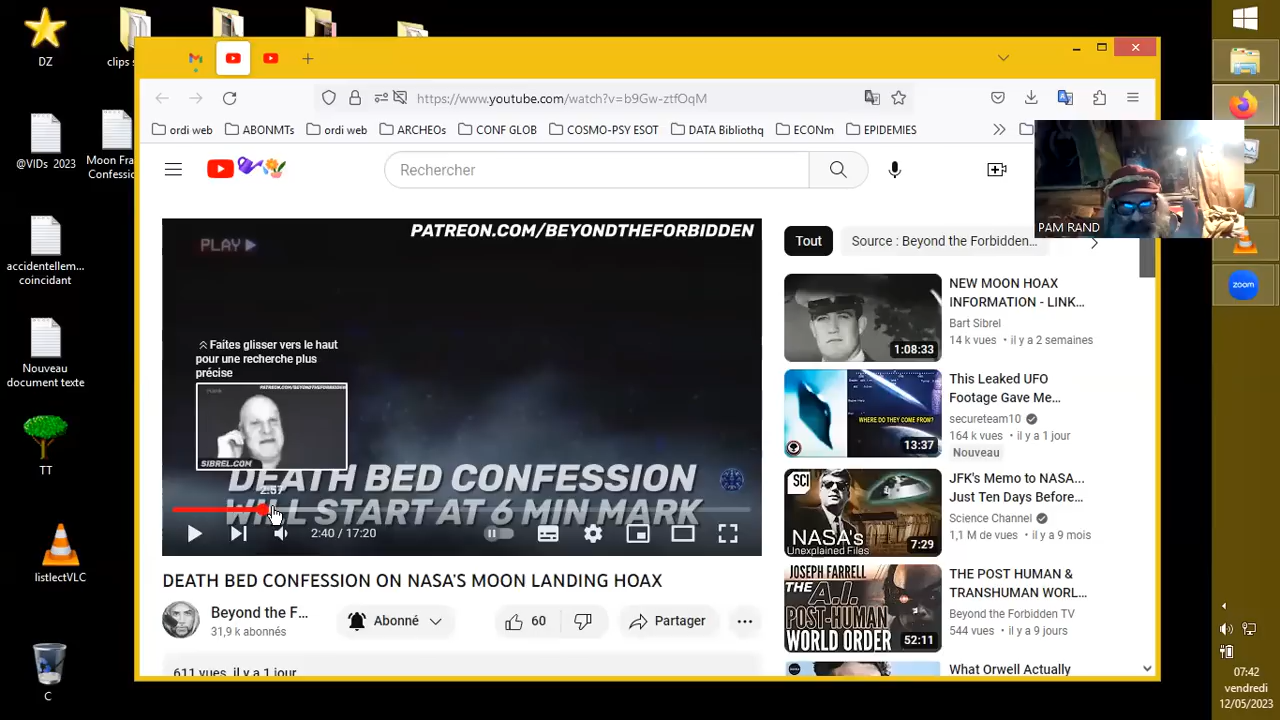 DZ
clips s
@VIDs 2023
Moon Fra
Confessio
accidentellem...
coincidant
Nouveau
document texte
TT
listlectVLC
C
https://www.youtube.com/watch?v=b9Gw-ztfOqM
ordi web
ABONMTs
ordi web
ARCHEOs
CONF GLOB
COSMO-PSY ESOT
DATA Bibliothq
ECONm
EPIDEMIES
Rechercher
PAM RAND
PATREON.COM/BEYONDTHEFORBIDDEN
PLAY
Faites glisser vers le haut
pour une recherche plus
précise
SIBREL.COM
DEATH BED CONFESSION
2:57
WILL START AT 6 MIN MARK
2:40 / 17:20
DEATH BED CONFESSION ON NASA'S MOON LANDING HOAX
Beyond the F...
31,9 k abonnés
Abonné
60
Partager
611 vues  il y a 1 jour
Tout
Source : Beyond the Forbidden...
1:08:33
NEW MOON HOAX
INFORMATION - LINK...
Bart Sibrel
14 k vues • il y a 2 semaines
WHERE DO THEY COME FROM?
13:37
This Leaked UFO
Footage Gave Me...
secureteam10
164 k vues • il y a 1 jour
Nouveau
SCI
NASA's
Unexplained Files
7:29
JFK's Memo to NASA...
Just Ten Days Before...
Science Channel
1,1 M de vues • il y a 9 mois
JOSEPH FARRELL
THE A.I.
POST-HUMAN
WORLD ORDER
52:11
THE POST HUMAN &
TRANSHUMAN WORL...
Beyond the Forbidden TV
544 vues • il y a 9 jours
What Orwell Actually
zoom
07:42
vendredi
12/05/2023